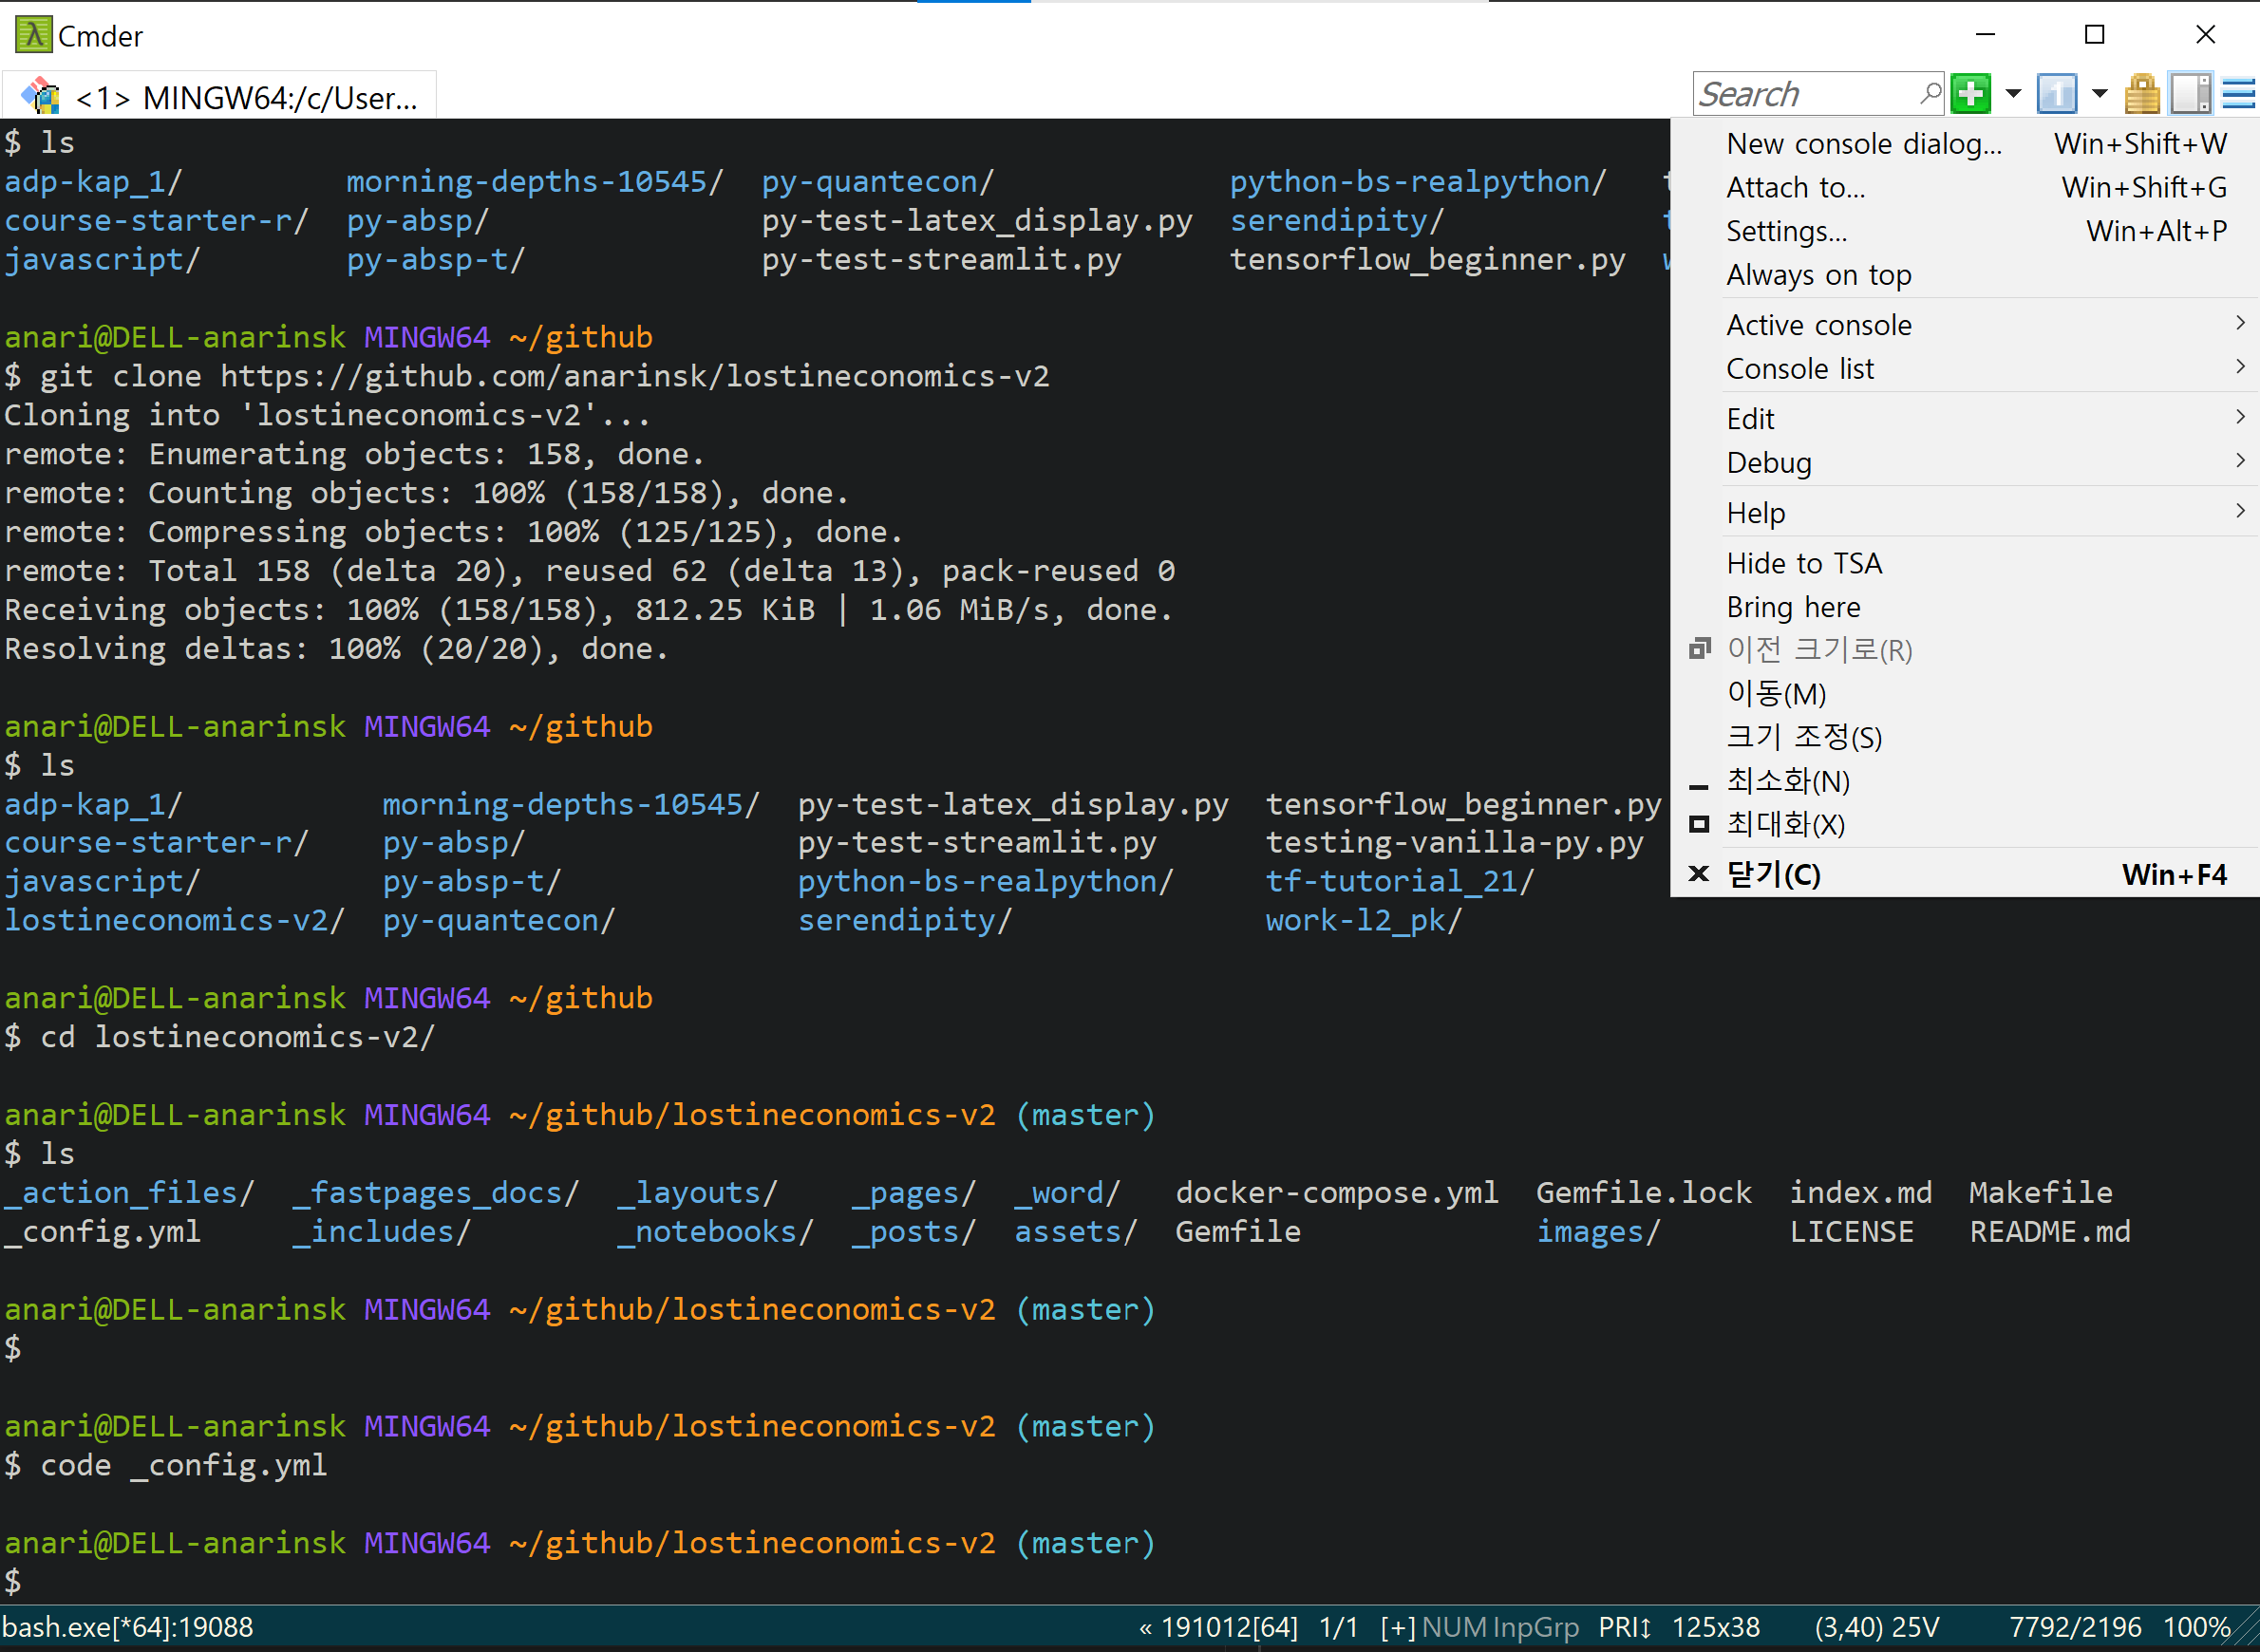 Cmder
<1> MINGW64:/c/User...
Search
1
$ ls
adp-kap_1/ morning-depths-10545/ py-quantecon/ python-bs-realpython/
course-starter-r/ py-absp/ py-test-latex_display.py serendipity/
javascript/ py-absp-t/ py-test-streamlit.py tensorflow_beginner.py
anari@DELL-anarinsk MINGW64 ~/github
$ git clone https://github.com/anarinsk/lostineconomics-v2
Cloning into 'lostineconomics-v2'...
remote: Enumerating objects: 158, done.
remote: Counting objects: 100% (158/158), done.
remote: Compressing objects: 100% (125/125), done.
remote: Total 158 (delta 20), reused 62 (delta 13), pack-reused 0
Receiving objects: 100% (158/158), 812.25 KiB | 1.06 MiB/s, done.
Resolving deltas: 100% (20/20), done.
anari@DELL-anarinsk MINGW64 ~/github
$ ls
adp-kap_1/ morning-depths-10545/ py-test-latex_display.py tensorflow_beginner.py
course-starter-r/ py-absp/ py-test-streamlit.py testing-vanilla-py.py
javascript/ py-absp-t/ python-bs-realpython/ tf-tutorial_21/
lostineconomics-v2/ py-quantecon/ serendipity/ work-l2_pk/
anari@DELL-anarinsk MINGW64 ~/github
$ cd lostineconomics-v2/
anari@DELL-anarinsk MINGW64 ~/github/lostineconomics-v2 (master)
$ ls
_action_files/ _fastpages_docs/ _layouts/ _pages/ _word/ docker-compose.yml Gemfile.lock index.md Makefile
_config.yml _includes/ _notebooks/ _posts/ assets/ Gemfile images/ LICENSE README.md
anari@DELL-anarinsk MINGW64 ~/github/lostineconomics-v2 (master)
$
anari@DELL-anarinsk MINGW64 ~/github/lostineconomics-v2 (master)
$ code _config.yml
anari@DELL-anarinsk MINGW64 ~/github/lostineconomics-v2 (master)
$
New console dialog... Win+Shift+W
Attach to... Win+Shift+G
Settings... Win+Alt+P
Always on top
Active console
Console list
Edit
Debug
Help
Hide to TSA
Bring here
이전 크기로(R)
이동(M)
크기 조정(S)
최소화(N)
최대화(X)
닫기(C) Win+F4
bash.exe[*64]:19088 « 191012[64] 1/1 [+] NUM InpGrp PRI↕ 125x38 (3,40) 25V 7792/2196 100%